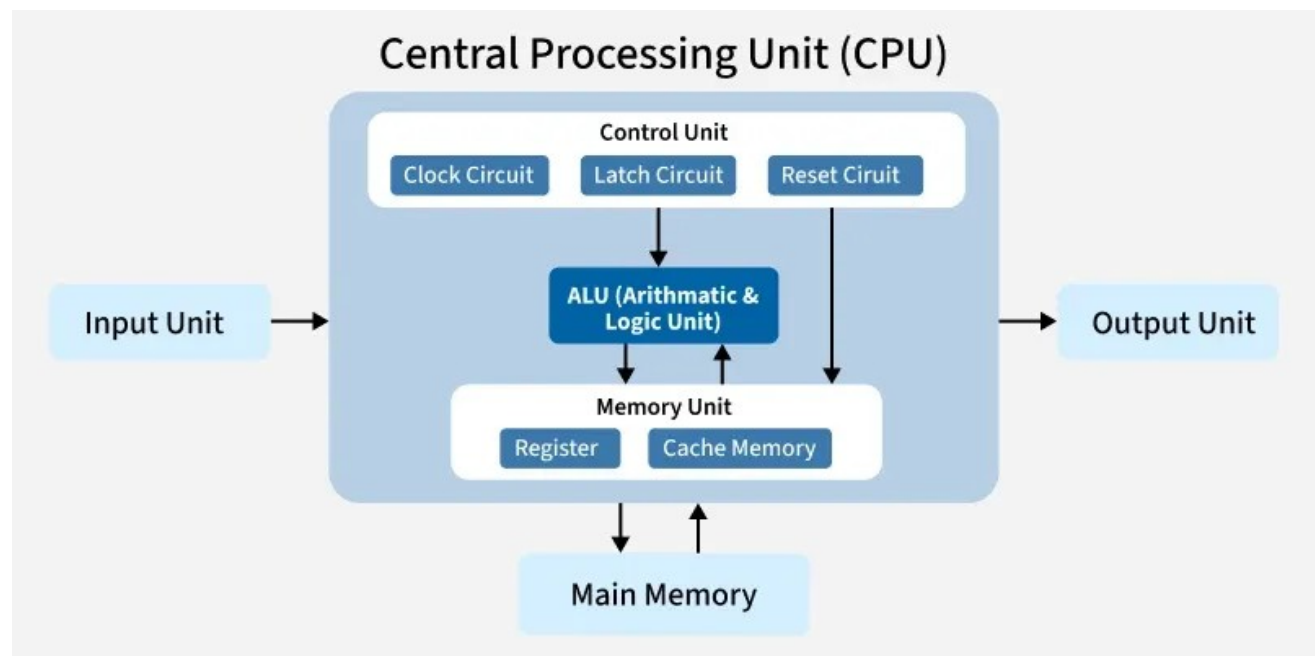 Central Processing Unit (CPU)
Control Unit
Clock Circuit
Latch Circuit
Reset Ciruit
Input Unit
ALU (Arithmatic &
Logic Unit)
Output Unit
Memory Unit
Register
Cache Memory
Main Memory